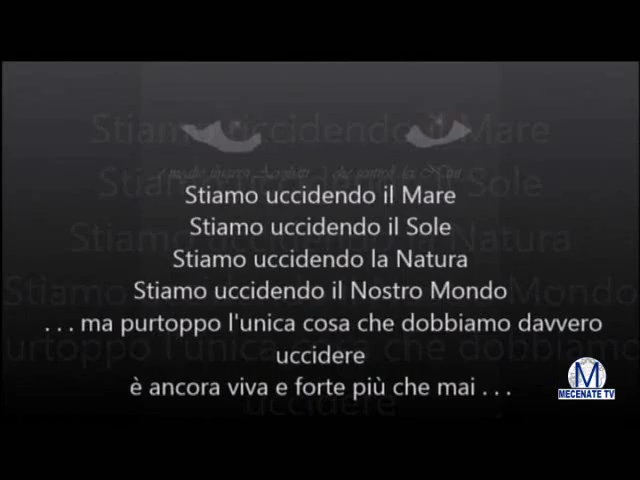 Stiamo uccidendo il Mare
Stiamo uccidendo il Sole
Stiamo uccidendo la Natura
Stiamo uccidendo il Nostro Mondo
. . . ma purtoppo l'unica cosa che dobbiamo davvero
uccidere
è ancora viva e forte più che mai . . .
M
MECENATE TV